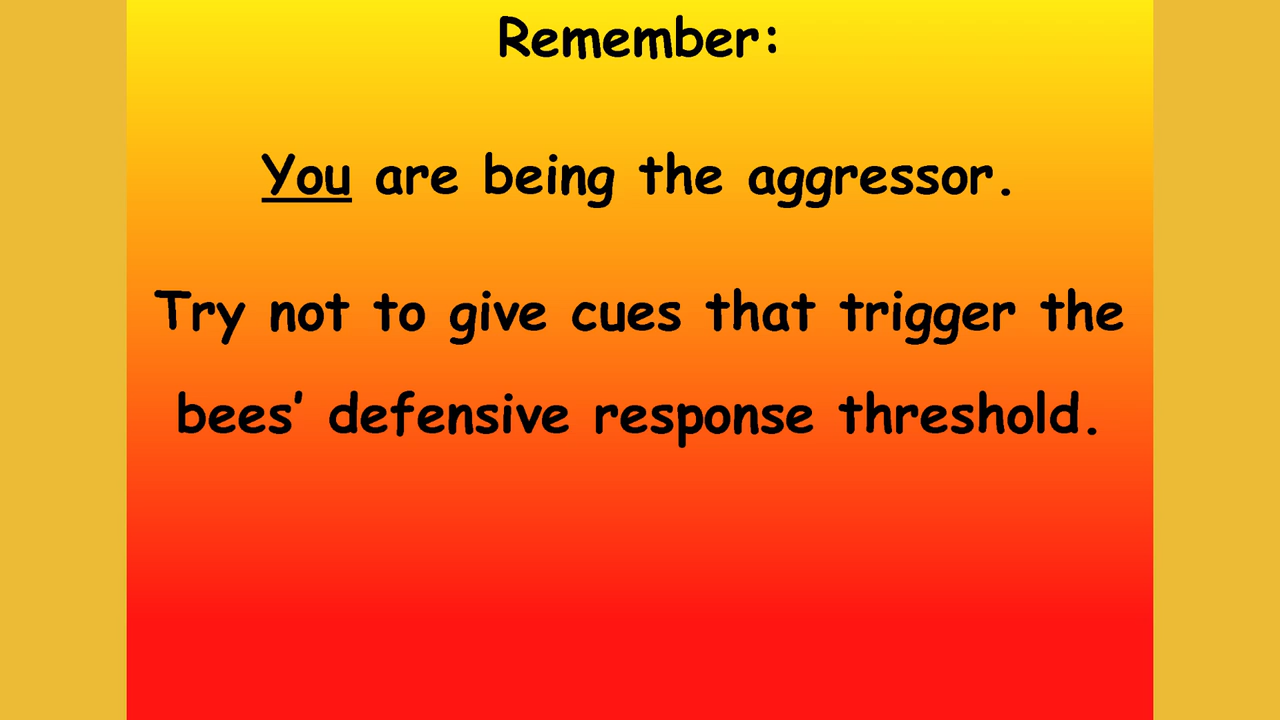 Remember:
You are being the aggressor.
Try not to give cues that trigger the
bees’ defensive response threshold.